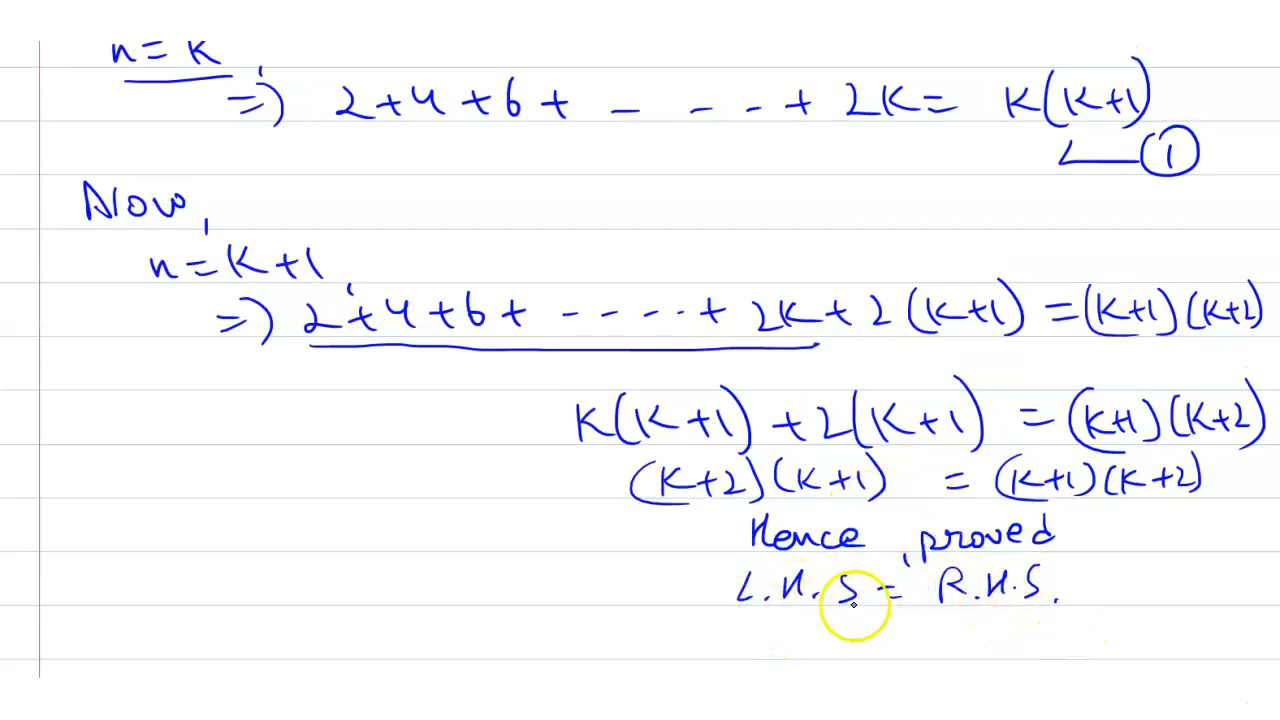 n = K,
=> 2+4+6+ - - - .. + 2K = K(K+1)
1
Now,
n = K+1,
=> 2+4+6+ ----..+ 2K+2(K+1) = (K+1)(K+2)
K(K+1)+2(K+1) = (K+1)(K+2)
(K+2)(K+1) = (K+1)(K+2)
Hence, proved
L.H.S = R.H.S.